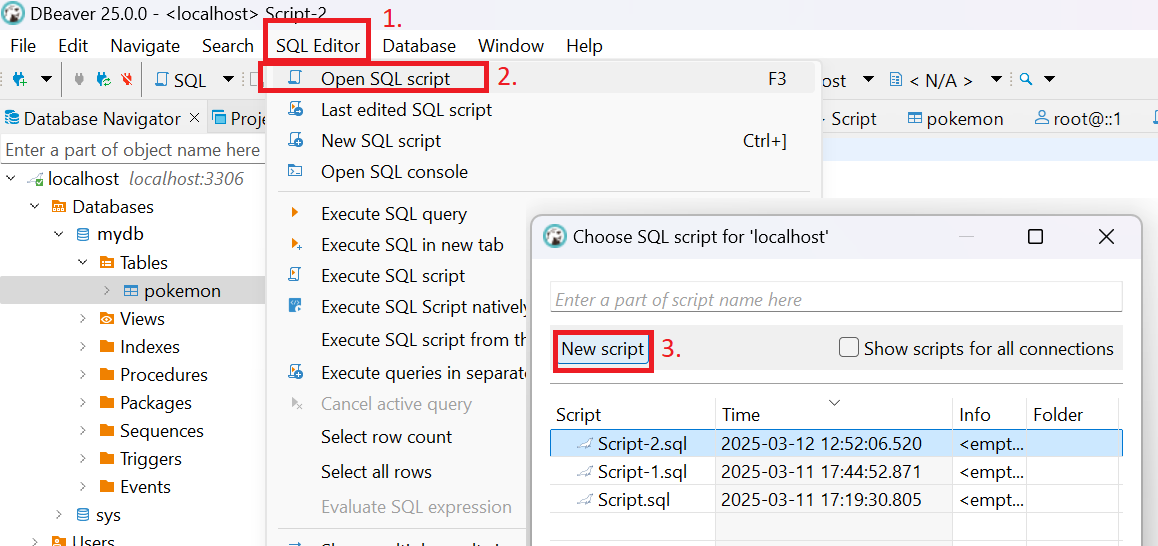 DBeaver 25.0.0 - <localhost> Script-2
1.
File Edit Navigate Search SQL Editor Database Window Help
SQL
Open SQL script F3
2.
< N/A >
Last edited SQL script
New SQL script Ctrl+]
Open SQL console
Execute SQL query
Execute SQL in new tab
Execute SQL script
Execute SQL Script natively
Execute SQL script from
Execute queries in
Cancel active query
Select row count
Select all rows
Evaluate SQL expression
Database Navigator
Script pokemon root@::1
Enter a part of object name here
localhost localhost:3306
Databases
mydb
Tables
pokemon
Views
Indexes
Procedures
Packages
Sequences
Triggers
Events
sys
Users
Choose SQL script for 'localhost'
Enter a part of script name here
New script 3. Show scripts for all connections
Script Time Info Folder
Script-2.sql 2025-03-12 12:52:06.520 <empt...
Script-1.sql 2025-03-11 17:44:52.871 <empt...
Script.sql 2025-03-11 17:19:30.805 <empt...